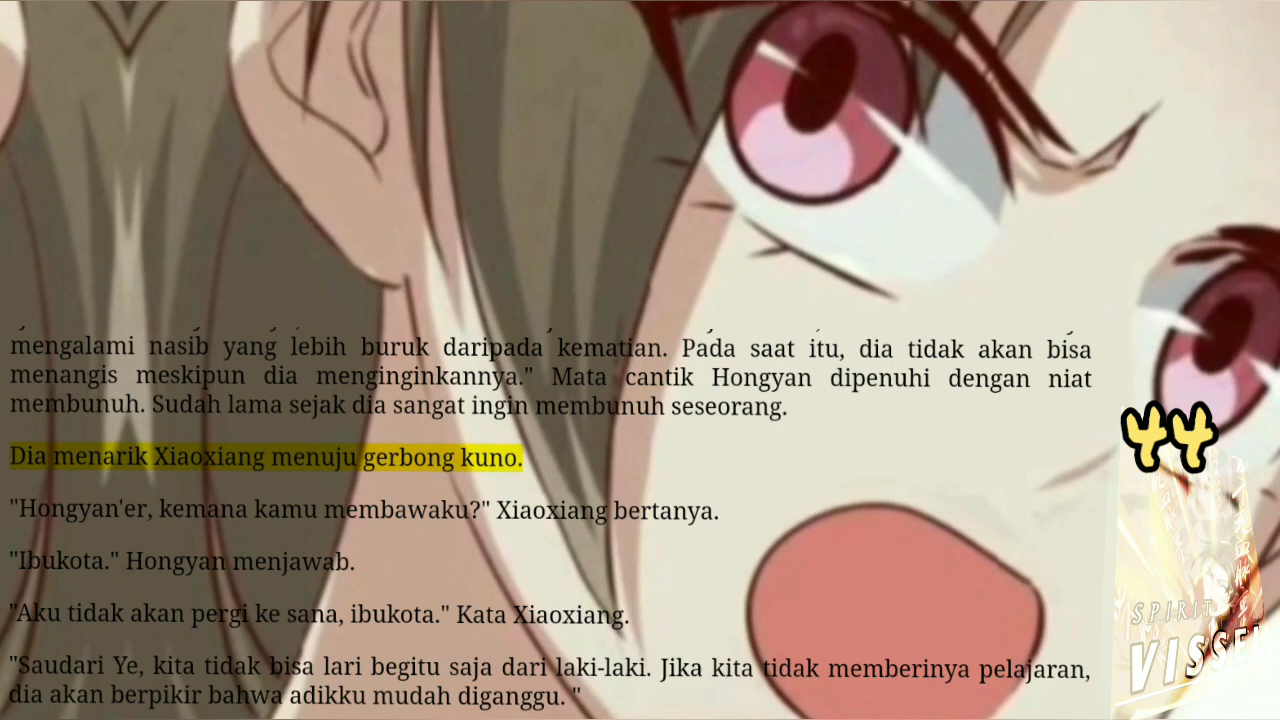 mengalami nasib yang lebih buruk daripada kematian. Pada saat itu, dia tidak akan bisa
menangis meskipun dia menginginkannya." Mata cantik Hongyan dipenuhi dengan niat
membunuh. Sudah lama sejak dia sangat ingin membunuh seseorang.
Dia menarik Xiaoxiang menuju gerbong kuno.
"Hongyan'er, kemana kamu membawaku?" Xiaoxiang bertanya.
"Ibukota." Hongyan menjawab.
"Aku tidak akan pergi ke sana, ibukota." Kata Xiaoxiang.
"Saudari Ye, kita tidak bisa lari begitu saja dari laki-laki. Jika kita tidak memberinya pelajaran,
dia akan berpikir bahwa adikku mudah diganggu."
SPIRIT
VISSEL